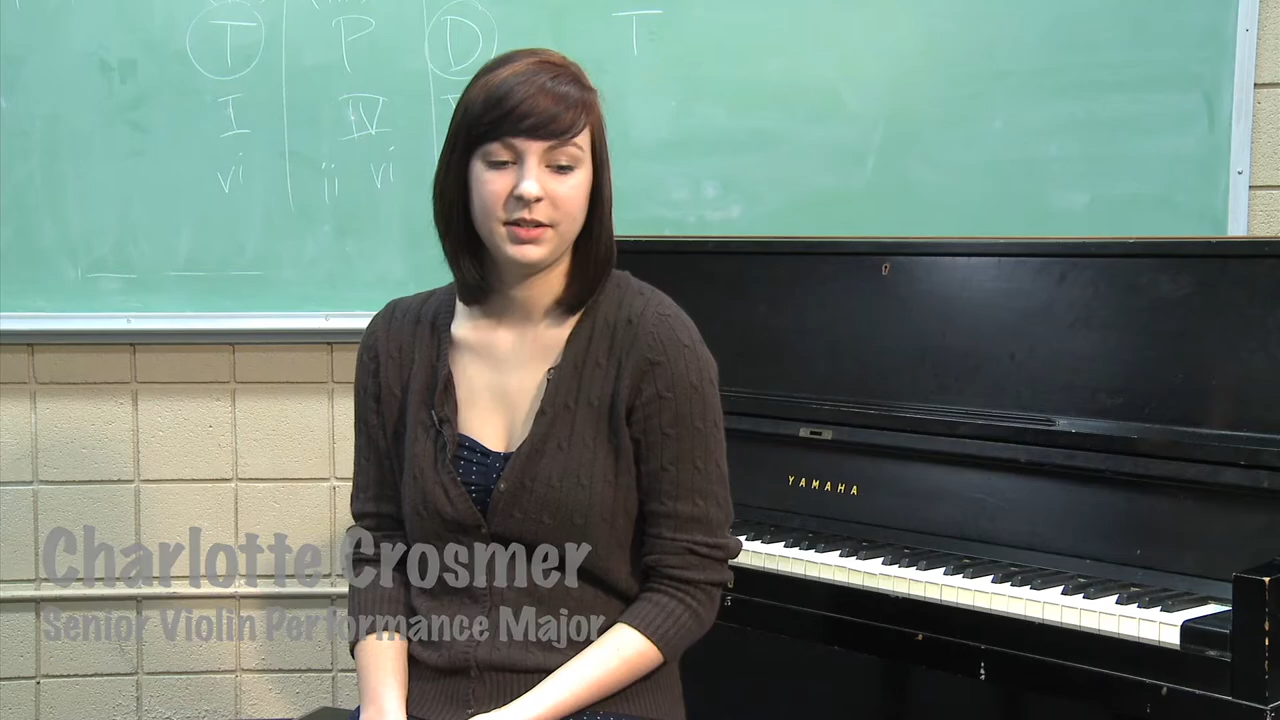 T P D T
I IV
vi ii vi
YAMAHA
Charlotte Crosmer
Senior Violin Performance Major